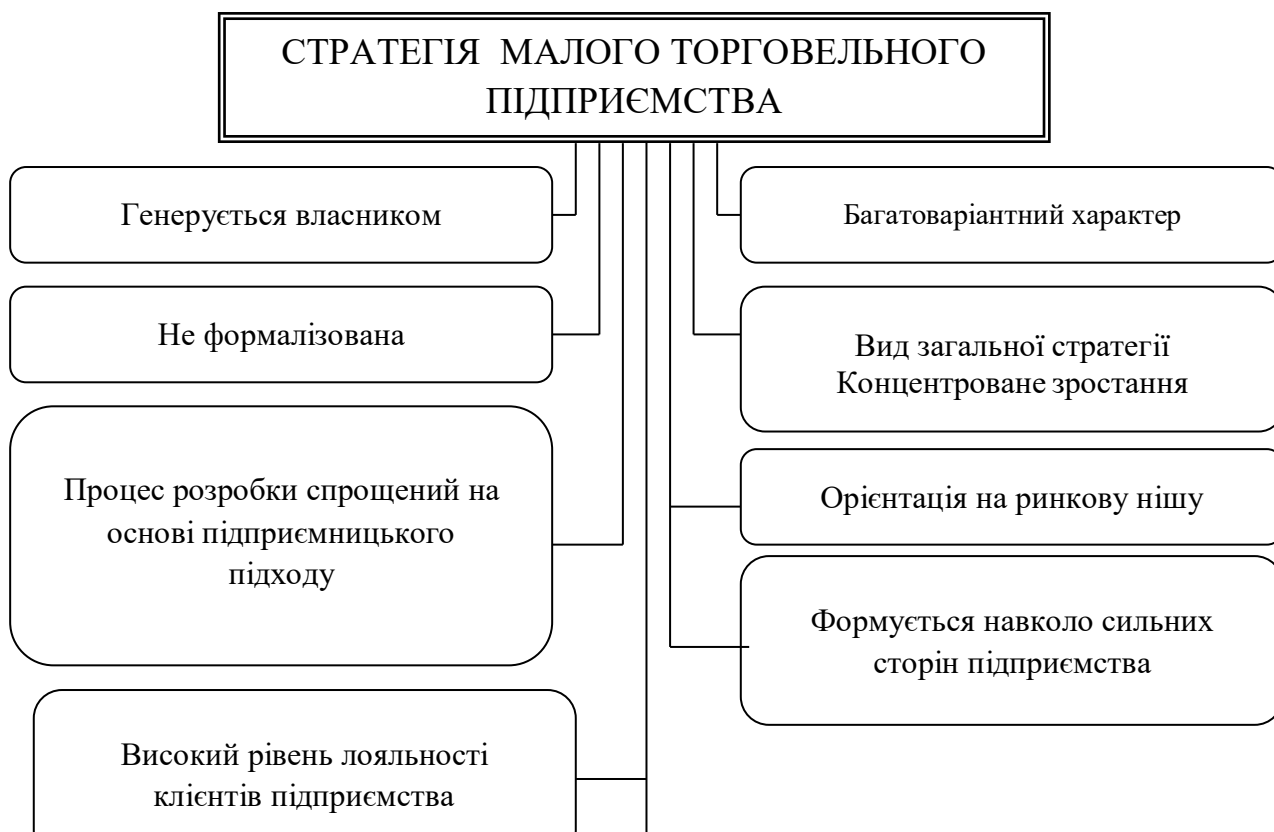 СТРАТЕГІЯ МАЛОГО ТОРГОВЕЛЬНОГО
ПІДПРИЄМСТВА
Генерується власником
Не формалізована
Процес розробки спрощений на
основі підприємницького
підходу
Високий рівень лояльності
клієнтів підприємства
Багатоваріантний характер
Вид загальної стратегії
Концентроване зростання
Орієнтація на ринкову нішу
Формується навколо сильних
сторін підприємства